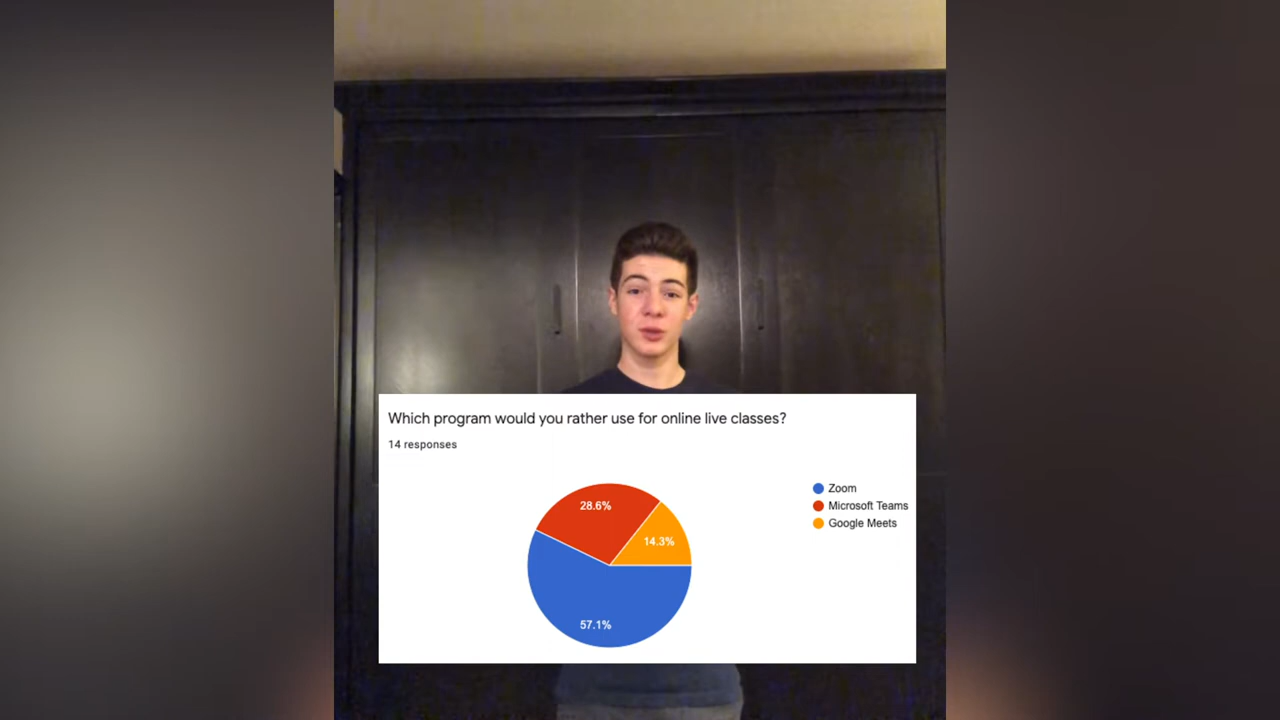 Which program would you rather use for online live classes?
14 responses
Zoom
Microsoft Teams
Google Meets
28.6%
14.3%
57.1%